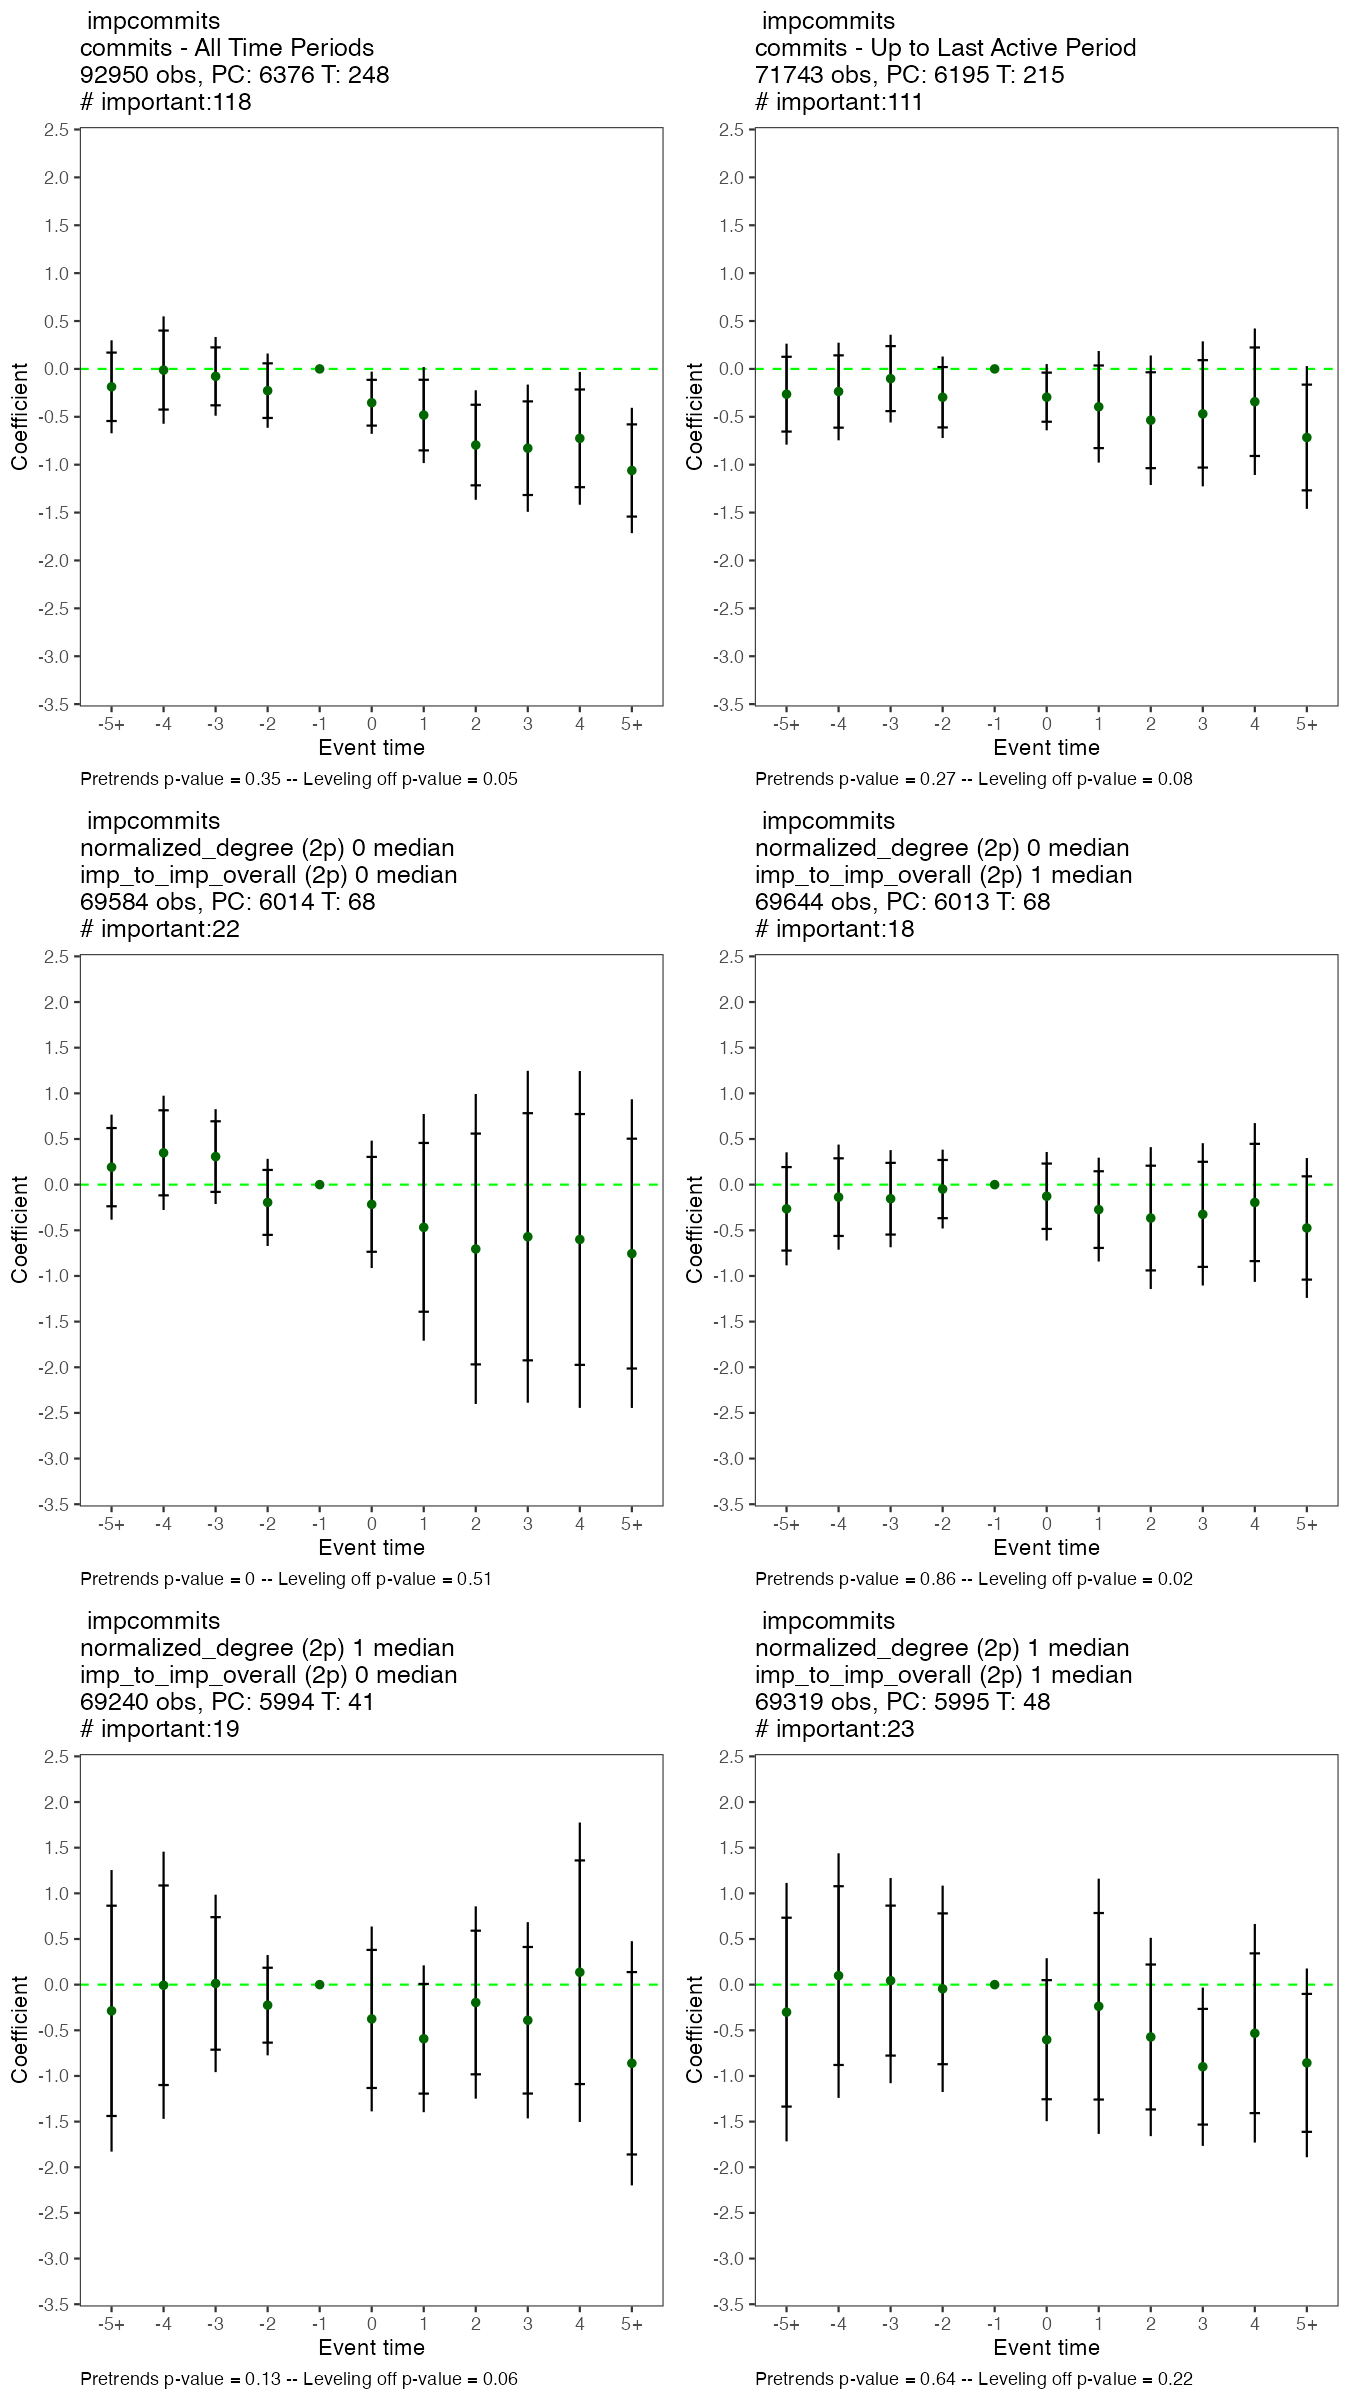 impcommits
commits - All Time Periods
92950 obs, PC: 6376 T: 248
# important:118
2.5
2.0
1.5
1.0
0.5
0.0
-0.5
-1.0
-1.5
-2.0
-2.5
-3.0
-3.5
Coefficient
-5+ -4 -3 -2 -1 0 1 2 3 4 5+
Event time
Pretrends p-value = 0.35 -- Leveling off p-value = 0.05
impcommits
commits - Up to Last Active Period
71743 obs, PC: 6195 T: 215
# important:111
2.5
2.0
1.5
1.0
0.5
0.0
-0.5
-1.0
-1.5
-2.0
-2.5
-3.0
-3.5
Coefficient
-5+ -4 -3 -2 -1 0 1 2 3 4 5+
Event time
Pretrends p-value = 0.27 -- Leveling off p-value = 0.08
impcommits
normalized_degree (2p) 0 median
imp_to_imp_overall (2p) 0 median
69584 obs, PC: 6014 T: 68
# important:22
2.5
2.0
1.5
1.0
0.5
0.0
-0.5
-1.0
-1.5
-2.0
-2.5
-3.0
-3.5
Coefficient
-5+ -4 -3 -2 -1 0 1 2 3 4 5+
Event time
Pretrends p-value = 0 -- Leveling off p-value = 0.51
impcommits
normalized_degree (2p) 0 median
imp_to_imp_overall (2p) 1 median
69644 obs, PC: 6013 T: 68
# important:18
2.5
2.0
1.5
1.0
0.5
0.0
-0.5
-1.0
-1.5
-2.0
-2.5
-3.0
-3.5
Coefficient
-5+ -4 -3 -2 -1 0 1 2 3 4 5+
Event time
Pretrends p-value = 0.86 -- Leveling off p-value = 0.02
impcommits
normalized_degree (2p) 1 median
imp_to_imp_overall (2p) 0 median
69240 obs, PC: 5994 T: 41
# important:19
2.5
2.0
1.5
1.0
0.5
0.0
-0.5
-1.0
-1.5
-2.0
-2.5
-3.0
-3.5
Coefficient
-5+ -4 -3 -2 -1 0 1 2 3 4 5+
Event time
Pretrends p-value = 0.13 -- Leveling off p-value = 0.06
impcommits
normalized_degree (2p) 1 median
imp_to_imp_overall (2p) 1 median
69319 obs, PC: 5995 T: 48
# important:23
2.5
2.0
1.5
1.0
0.5
0.0
-0.5
-1.0
-1.5
-2.0
-2.5
-3.0
-3.5
Coefficient
-5+ -4 -3 -2 -1 0 1 2 3 4 5+
Event time
Pretrends p-value = 0.64 -- Leveling off p-value = 0.22